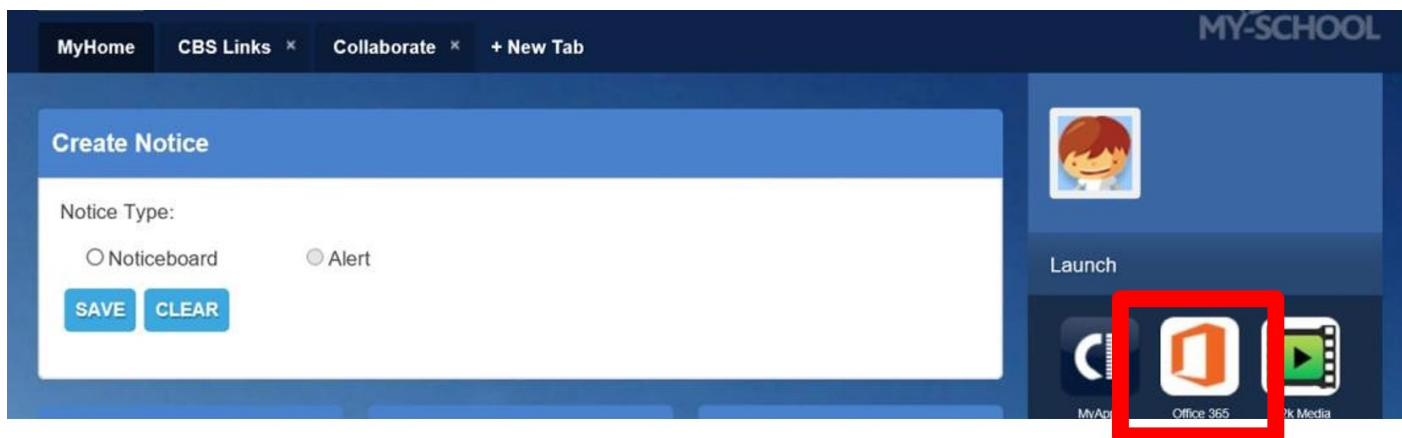 MY-SCHOOL
MyHome CBS Links × Collaborate × + New Tab
Create Notice
Notice Type:
Noticeboard Alert
SAVE CLEAR
Launch
Office 365 Media